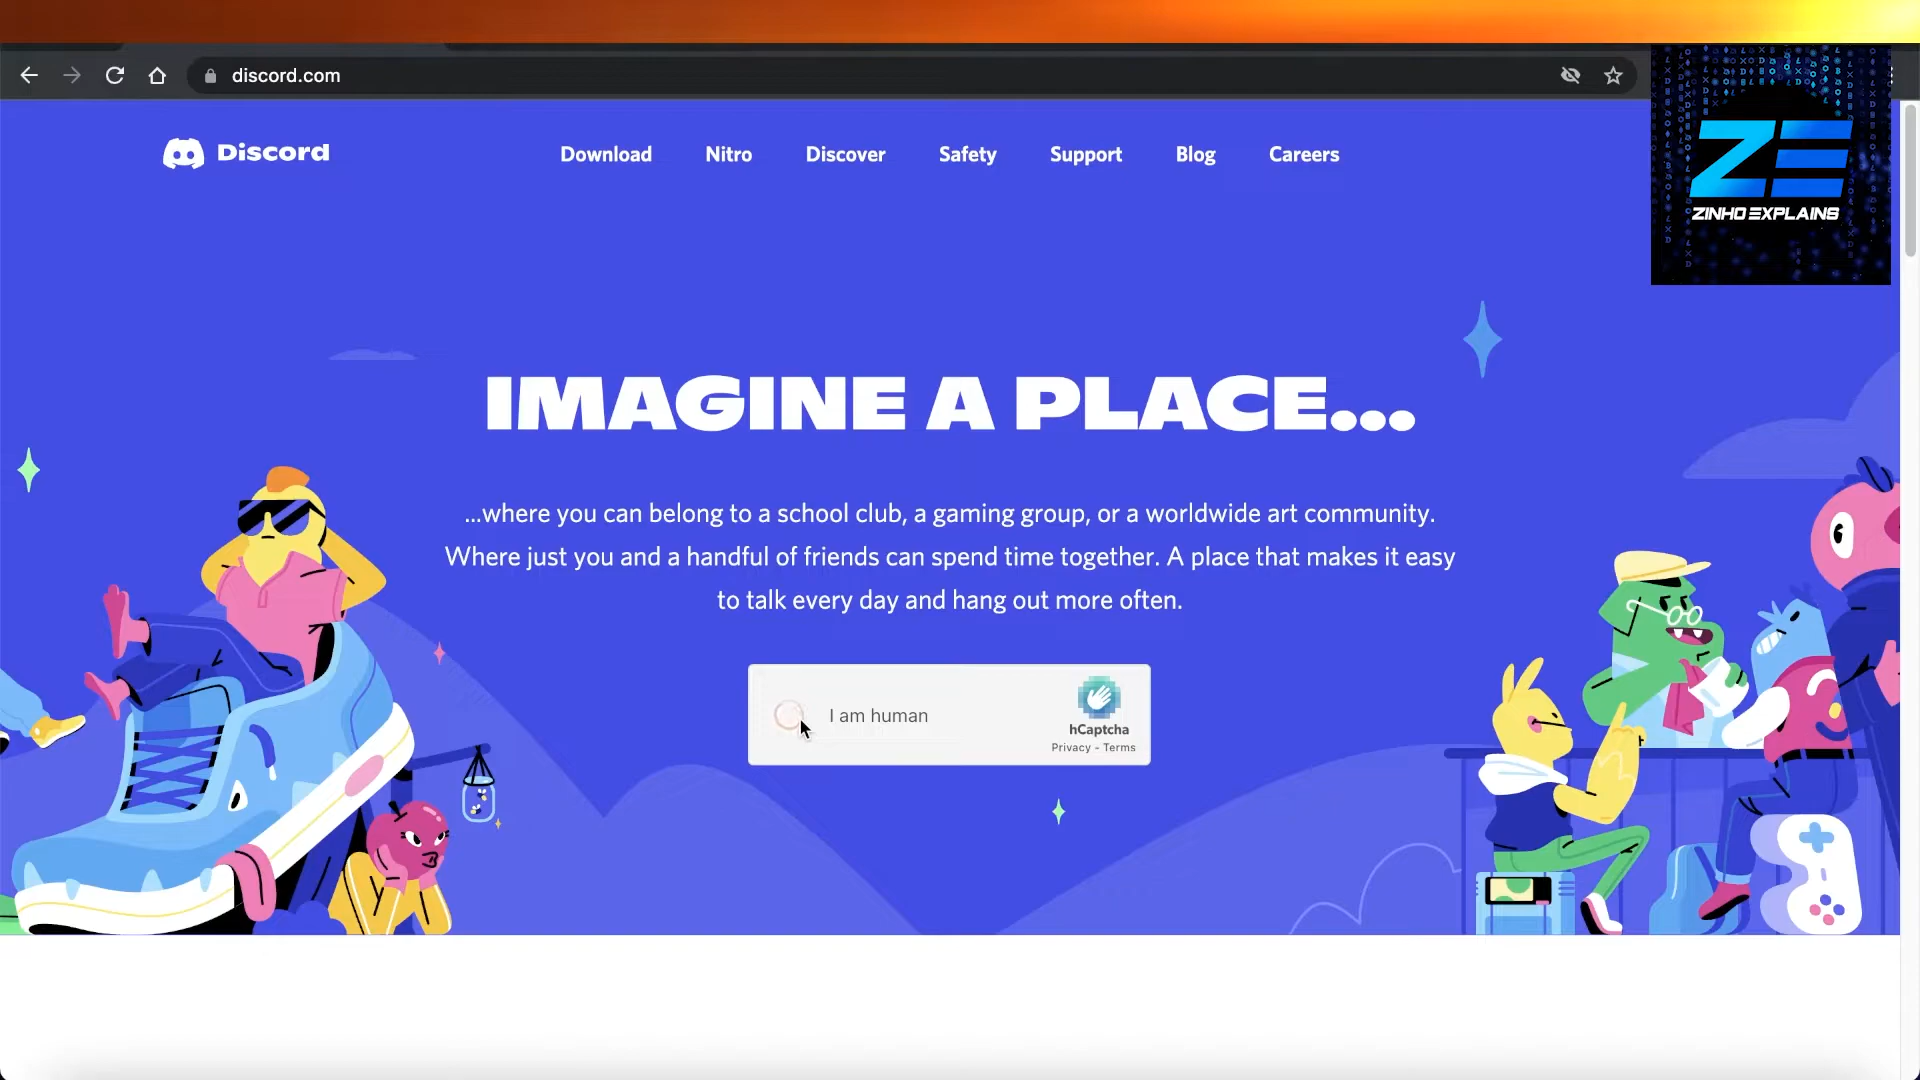 discord.com
Discord
Download Nitro Discover Safety Support Blog Careers
ZE
ZINHO EXPLAINS
IMAGINE A PLACE...
...where you can belong to a school club, a gaming group, or a worldwide art community.
Where just you and a handful of friends can spend time together. A place that makes it easy
to talk every day and hang out more often.
I am human
hCaptcha
Privacy - Terms